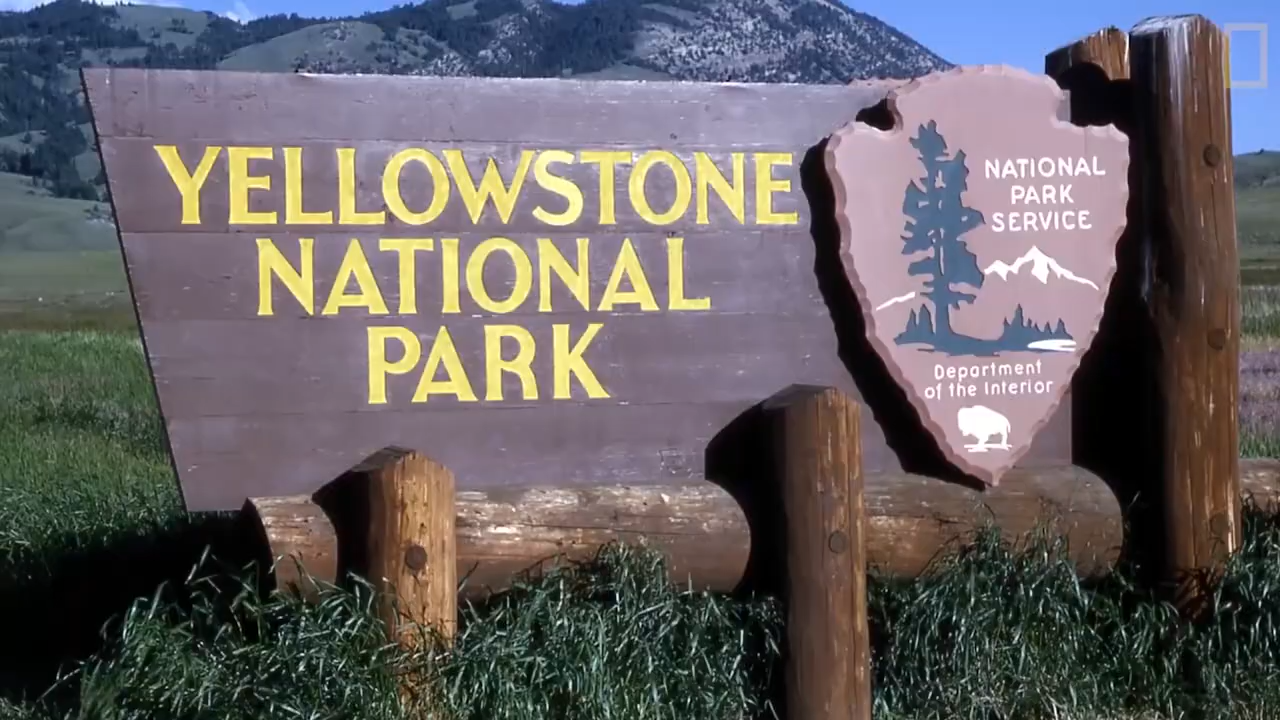 YELLOWSTONE
NATIONAL
PARK
NATIONAL
PARK
SERVICE
Department
of the Interior